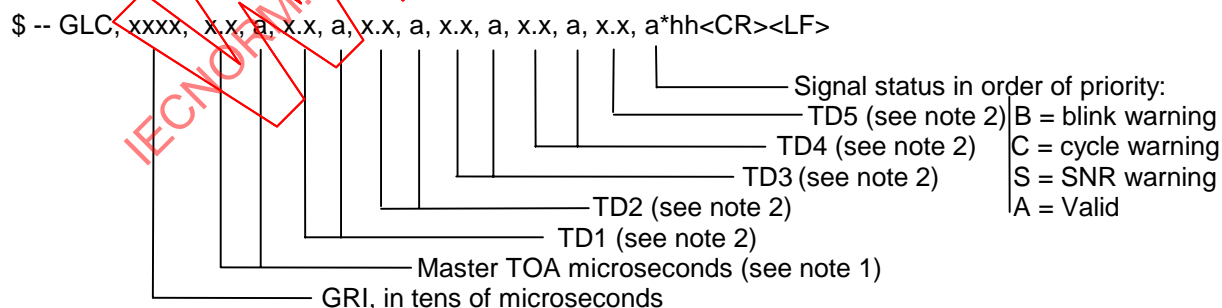 $ -- GLC, xxxx, x.x, a, x.x, a, x.x, a, x.x, a, x.x, a, x.x, a*hh<CR><LF>
Signal status in order of priority:
TD5 (see note 2) B = blink warning
TD4 (see note 2) C = cycle warning
TD3 (see note 2) S = SNR warning
TD2 (see note 2) A = Valid
TD1 (see note 2)
Master TOA microseconds (see note 1)
GRI, in tens of microseconds
IECNORM.